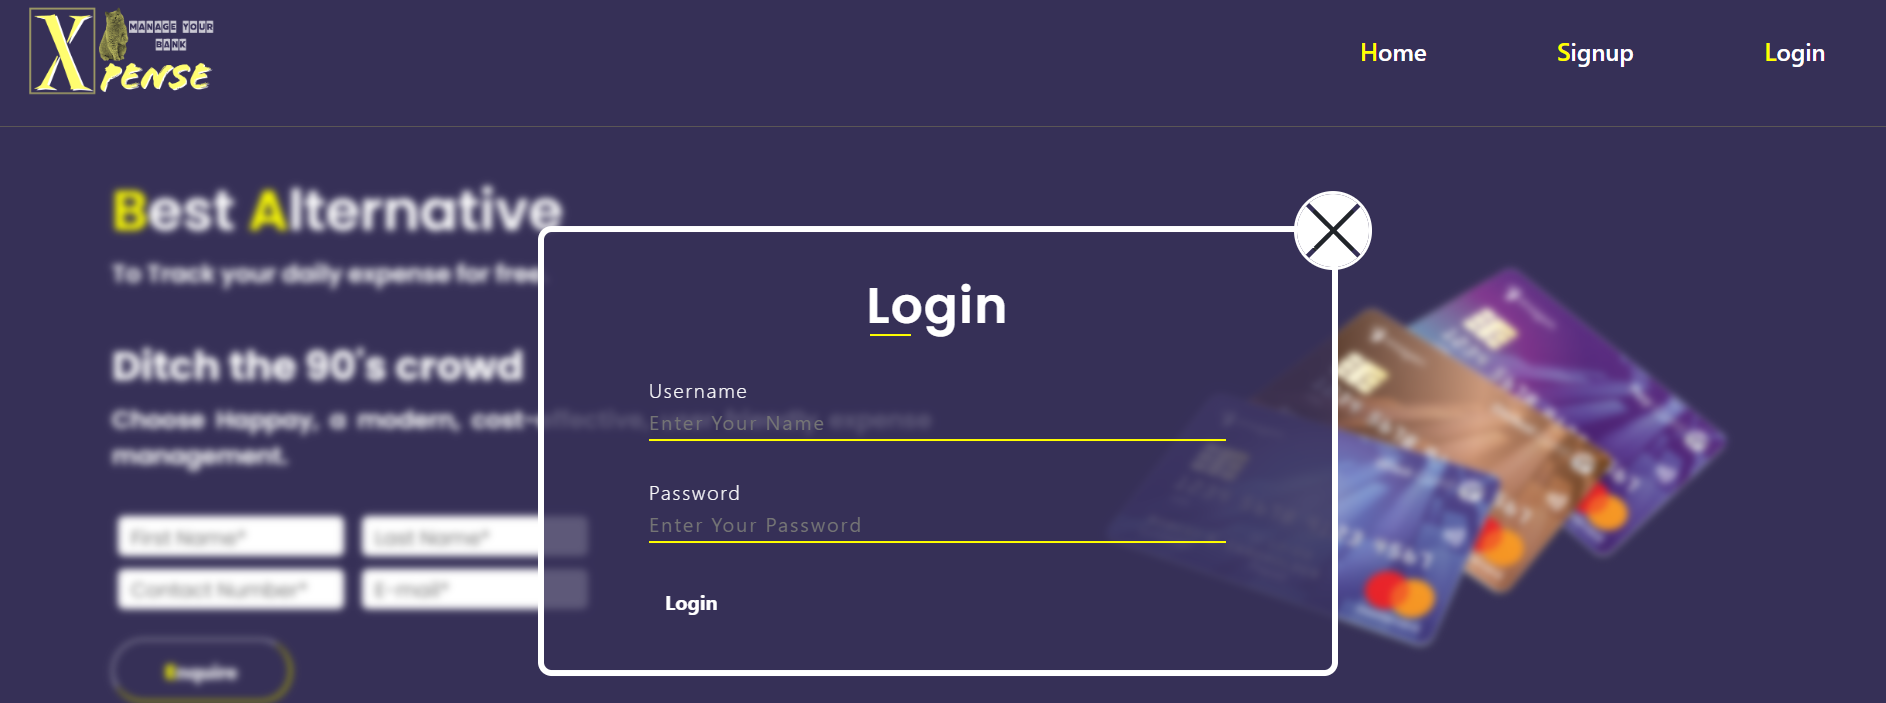 X
MANAGE YOUR
BANK
PENSE
Home Signup Login
Best Alternative
To Track your daily expense for free.
Ditch the 90's crowd
Choose Happay, a modern, cost-effective, user-friendly expense
management.
First Name* Last Name*
Contact Number* E-mail*
Enquire
Login
Username
Enter Your Name
Password
Enter Your Password
Login